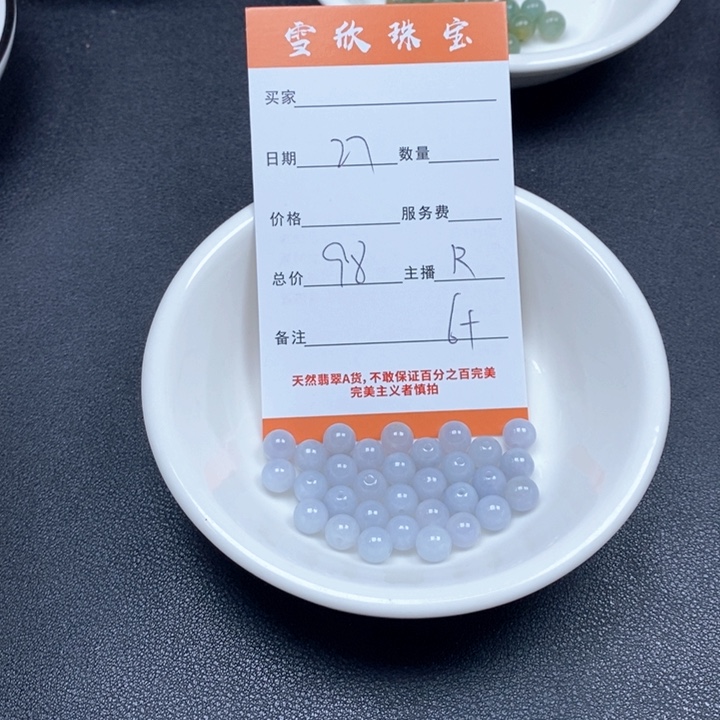 雪欣珠宝
买家
日期 27 数量
价格 服务费
总价 98 主播 R
6+
备注
天然翡翠A货,不敢保证百分之百完美
完美主义者慎拍